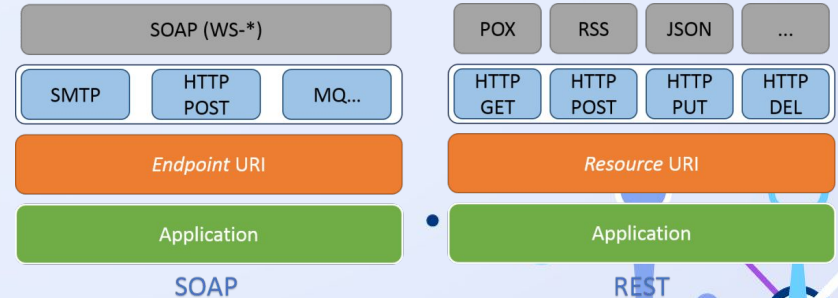 SOAP (WS-*)
SMTP
HTTP
POST
MQ...
Endpoint URI
Application
SOAP
POX
RSS
JSON
...
HTTP
GET
HTTP
POST
HTTP
PUT
HTTP
DEL
Resource URI
Application
REST